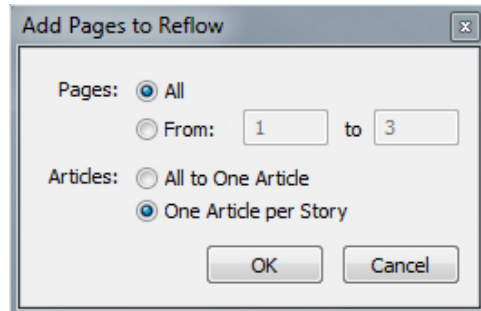 Add Pages to Reflow
Pages: All
From: 1 to 3
Articles: All to One Article
One Article per Story
OK Cancel